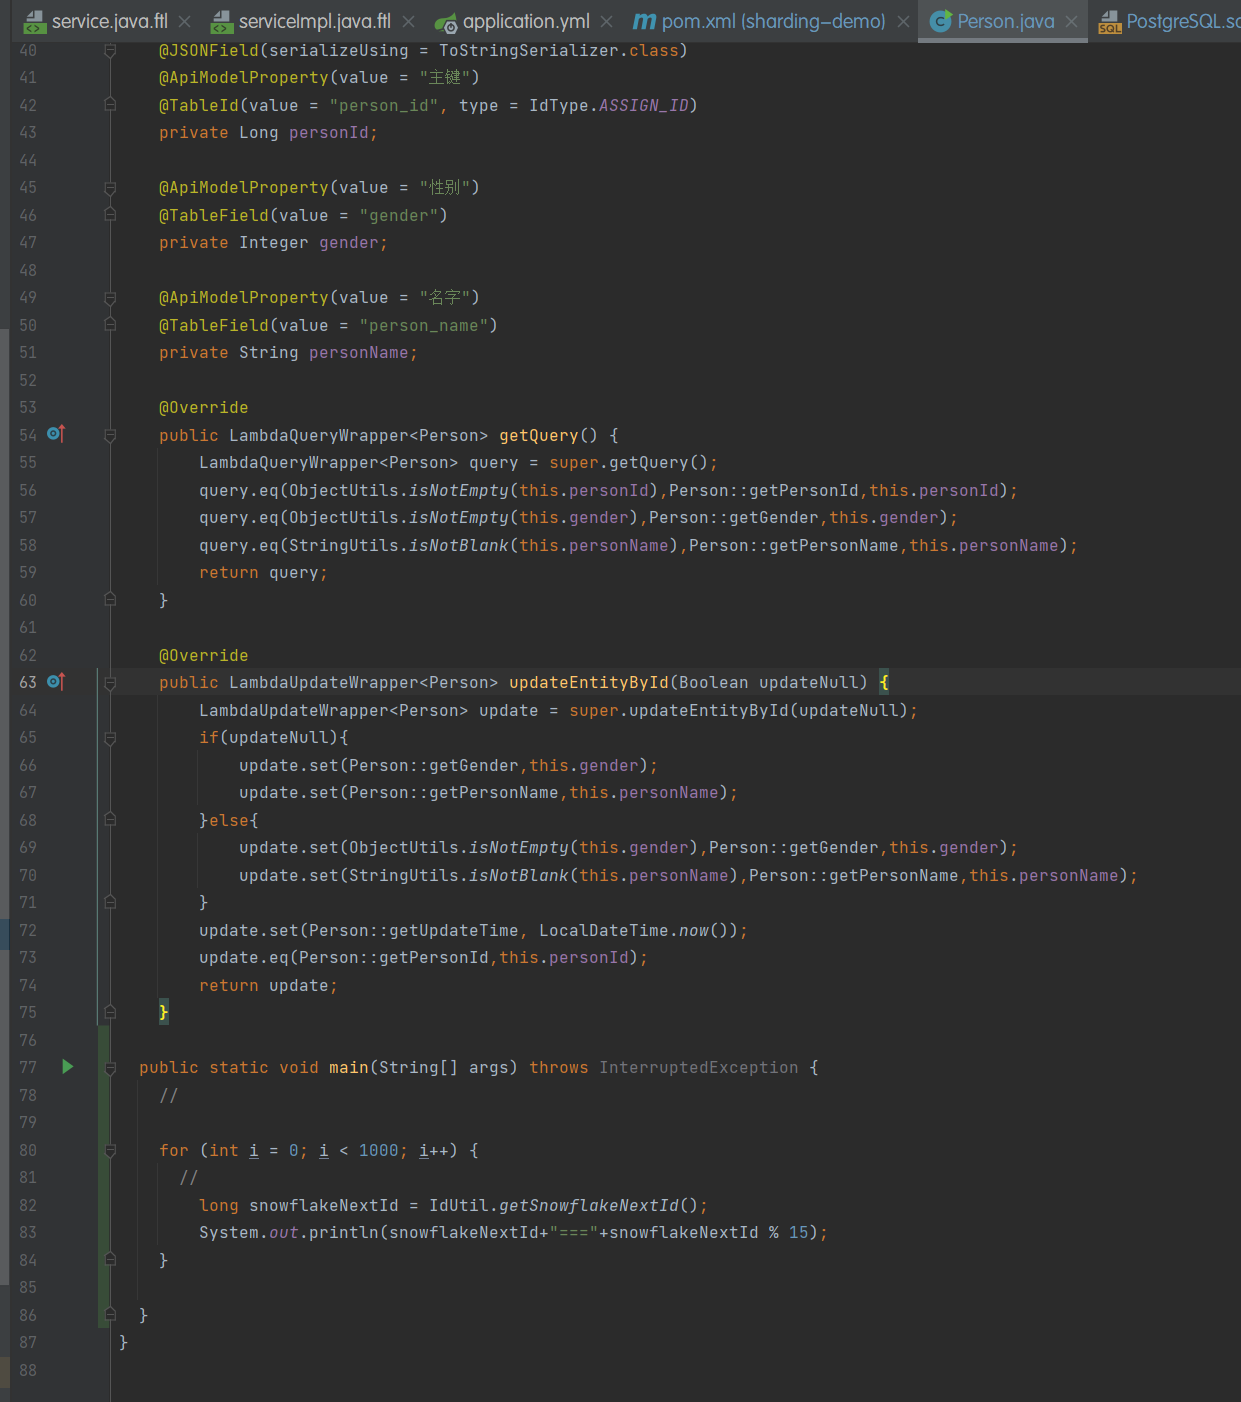 service.java.ftl serviceImpl.java.ftl application.yml pom.xml (sharding-demo) Person.java PostgreSQL.sc
40 @JSONField(serializeUsing = ToStringSerializer.class)
41 @ApiModelProperty(value = "主键")
42 @TableId(value = "person_id", type = IdType.ASSIGN_ID)
43 private Long personId;
44
45 @ApiModelProperty(value = "性别")
46 @TableField(value = "gender")
47 private Integer gender;
48
49 @ApiModelProperty(value = "名字")
50 @TableField(value = "person_name")
51 private String personName;
52
53 @Override
54 public LambdaQueryWrapper<Person> getQuery() {
55 LambdaQueryWrapper<Person> query = super.getQuery();
56 query.eq(ObjectUtils.isNotEmpty(this.personId),Person::getPersonId,this.personId);
57 query.eq(ObjectUtils.isNotEmpty(this.gender),Person::getGender,this.gender);
58 query.eq(StringUtils.isNotBlank(this.personName),Person::getPersonName,this.personName);
59 return query;
60 }
61
62 @Override
63 public LambdaUpdateWrapper<Person> updateEntityById(Boolean updateNull) {
64 LambdaUpdateWrapper<Person> update = super.updateEntityById(updateNull);
65 if(updateNull){
66 update.set(Person::getGender,this.gender);
67 update.set(Person::getPersonName,this.personName);
68 }else{
69 update.set(ObjectUtils.isNotEmpty(this.gender),Person::getGender,this.gender);
70 update.set(StringUtils.isNotBlank(this.personName),Person::getPersonName,this.personName);
71 }
72 update.set(Person::getUpdateTime, LocalDateTime.now());
73 update.eq(Person::getPersonId,this.personId);
74 return update;
75 }
76
77 public static void main(String[] args) throws InterruptedException {
78 //
79
80 for (int i = 0; i < 1000; i++) {
81 //
82 long snowflakeNextId = IdUtil.getSnowflakeNextId();
83 System.out.println(snowflakeNextId+"==="+snowflakeNextId % 15);
84 }
85
86 }
87 }
88